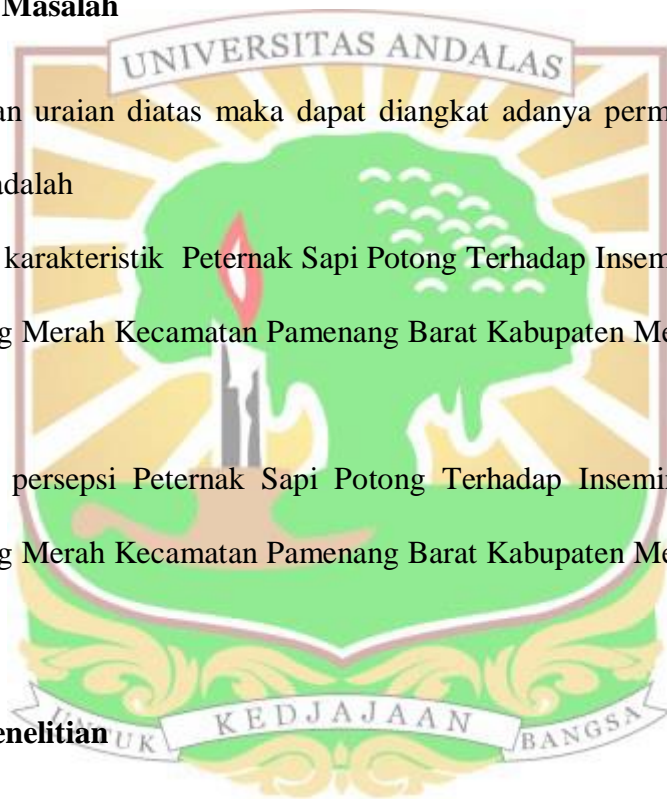 Masalah
UNIVERSITAS ANDALAS
an uraian diatas maka dapat diangkat adanya perm
adalah
karakteristik Peternak Sapi Potong Terhadap Insem
g Merah Kecamatan Pamenang Barat Kabupaten Me
persepsi Peternak Sapi Potong Terhadap Insemi
g Merah Kecamatan Pamenang Barat Kabupaten Me
enelitian
UNTUK KEDJAJAAN BANGSA